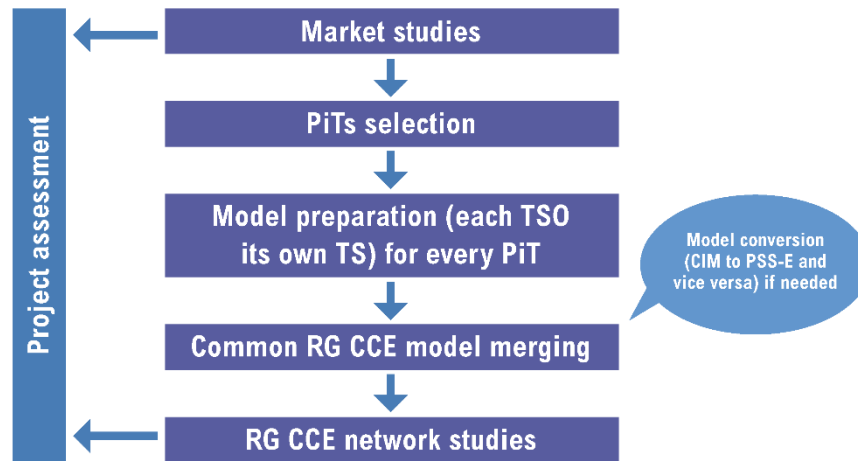 Project assessment
Market studies
PiTs selection
Model preparation (each TSO
its own TS) for every PiT
Model conversion
(CIM to PSS-E and
vice versa) if needed
Common RG CCE model merging
RG CCE network studies